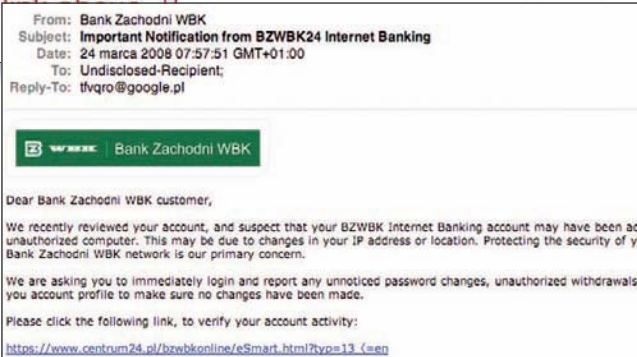 From: Bank Zachodni WBK
Subject: Important Notification from BZWBK24 Internet Banking
Date: 24 marca 2008 07:57:51 GMT+01:00
To: Undisclosed-Recipient;
Reply-To: tfvqro@google.pl
WBK Bank Zachodni WBK
Dear Bank Zachodni WBK customer,
We recently reviewed your account, and suspect that your BZWBK Internet Banking account may have been
unauthorized computer. This may be due to changes in your IP address or location. Protecting the security of
Bank Zachodni WBK network is our primary concern.
We are asking you to immediately login and report any unnoticed password changes, unauthorized withdrawals
you account profile to make sure no changes have been made.
Please click the following link, to verify your account activity:
https://www.centrum24.pl/bzwbkonline/eSmart.html?typ=13_(=en